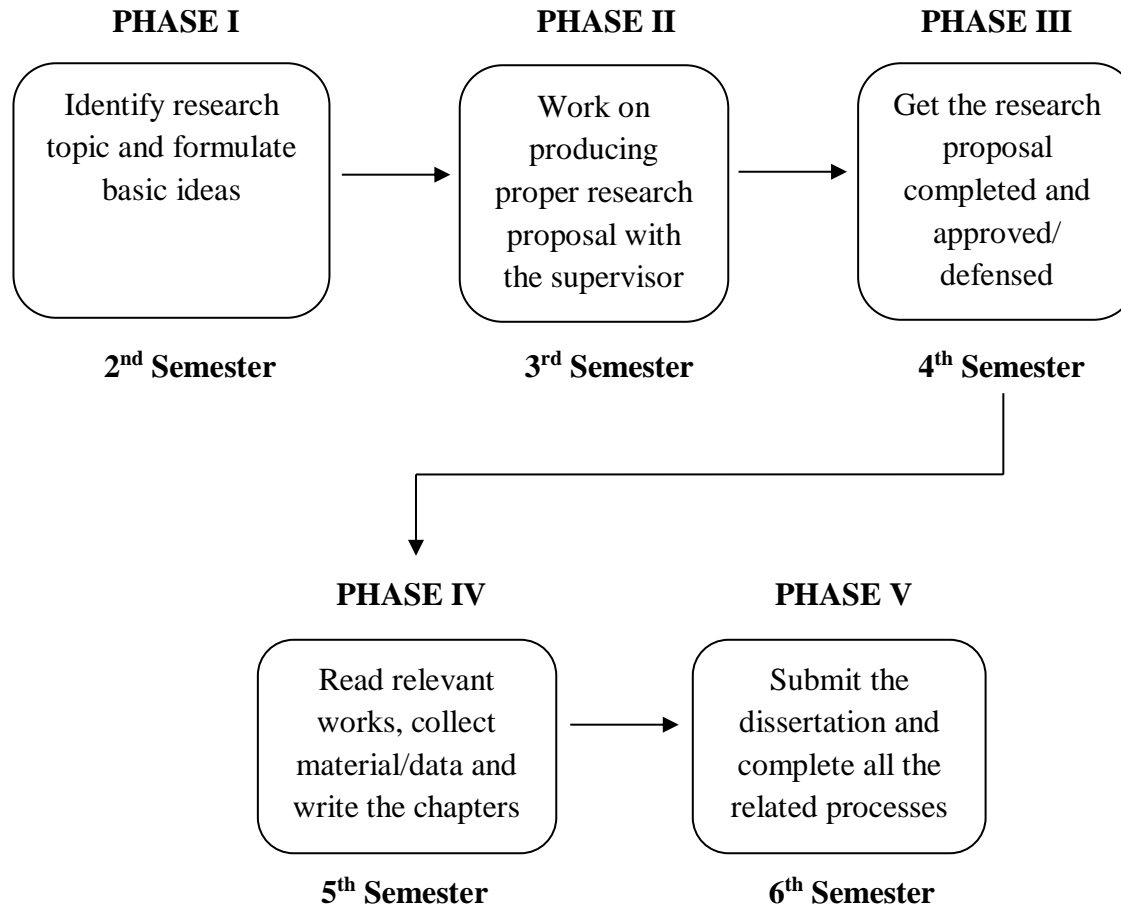 PHASE I
Identify research
topic and formulate
basic ideas
2nd Semester
PHASE II
Work on
producing
proper research
proposal with
the supervisor
3rd Semester
PHASE III
Get the research
proposal
completed and
approved/
defensed
4th Semester
PHASE IV
Read relevant
works, collect
material/data and
write the chapters
5th Semester
PHASE V
Submit the
dissertation and
complete all the
related processes
6th Semester